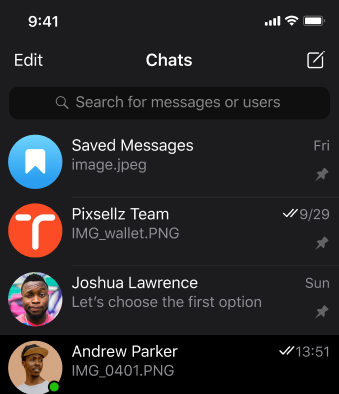 9:41
Edit
Chats
Search for messages or users
Saved Messages
Fri
image.jpeg
Pixsellz Team
9/29
IMG_wallet.PNG
Joshua Lawrence
Sun
Let's choose the first option
Andrew Parker
13:51
IMG_0401.PNG